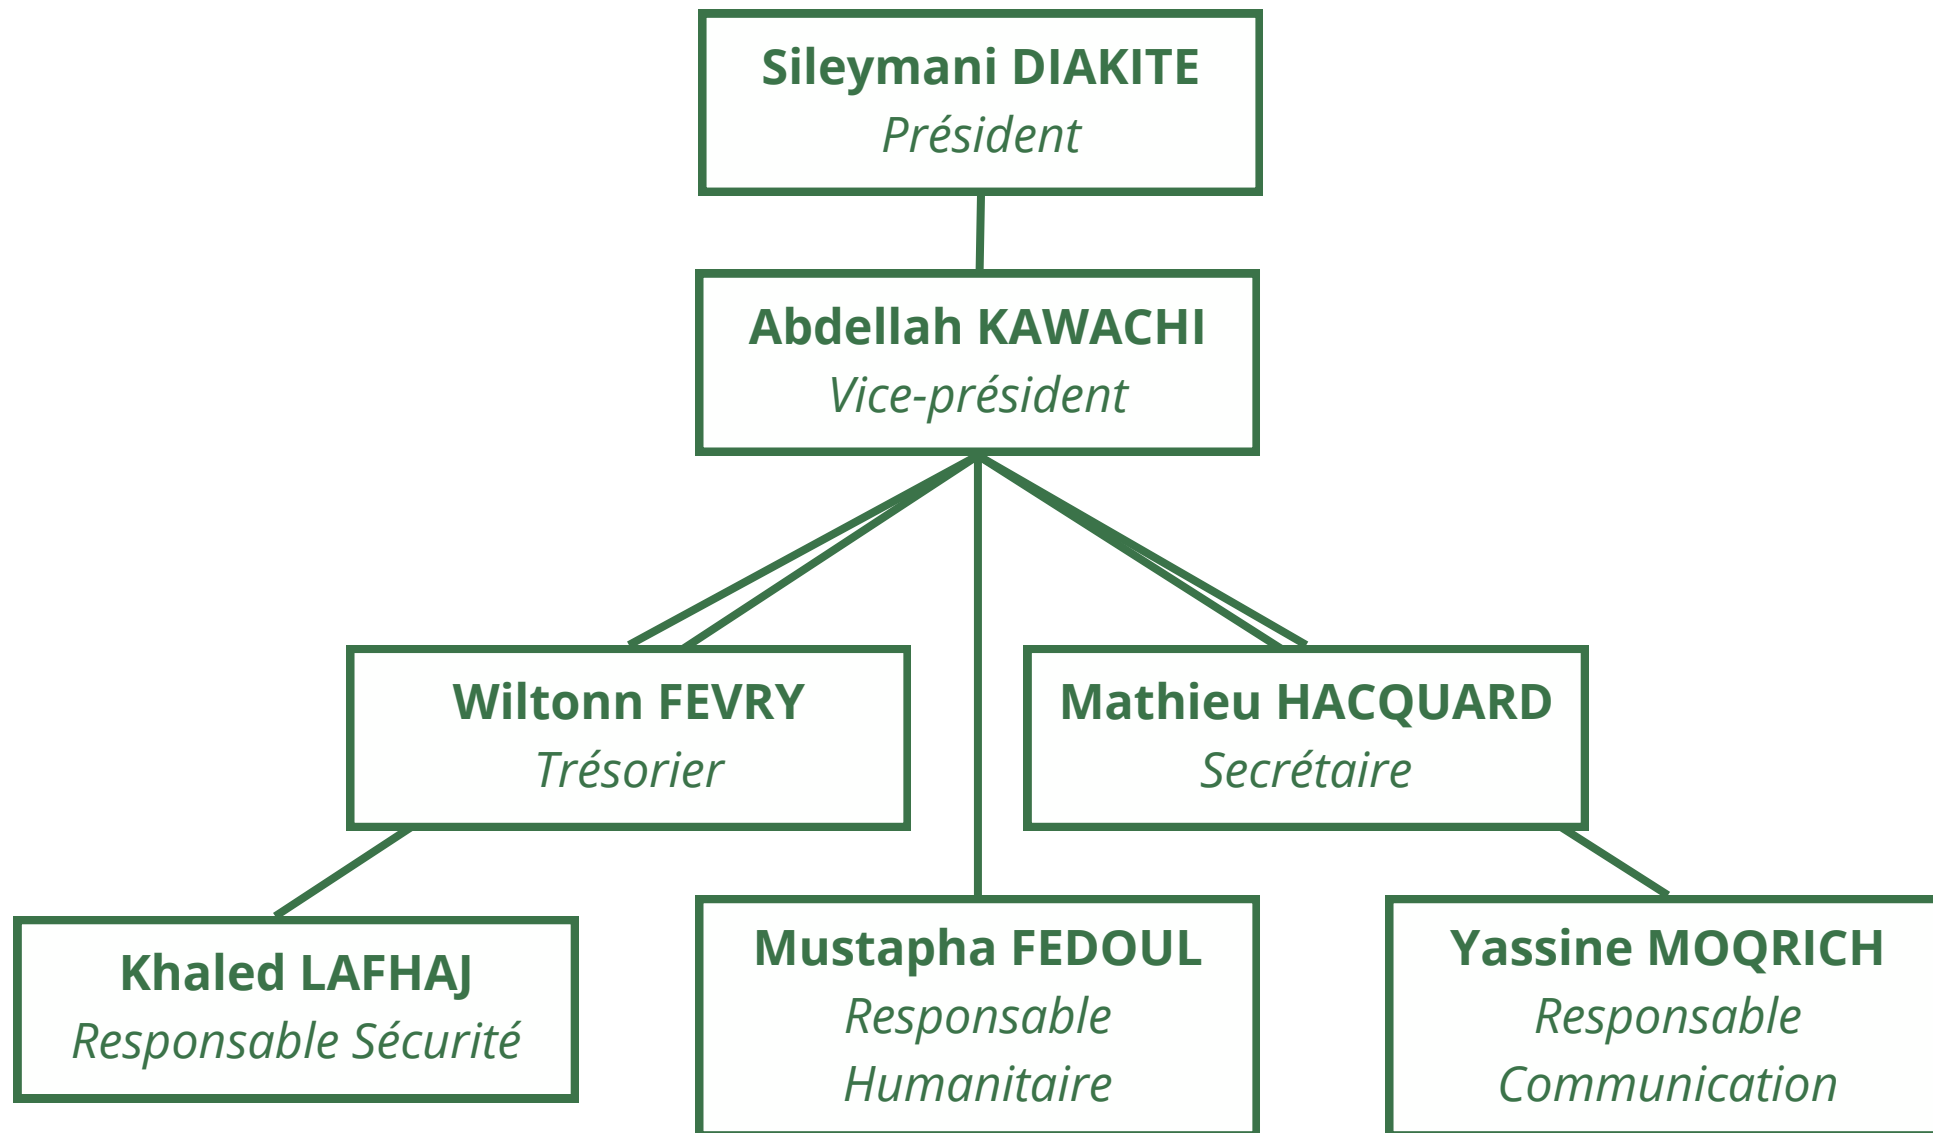 Sileymani DIAKITE
Président
Abdellah KAWACHI
Vice-président
Wiltonn FEVRY
Trésorier
Mathieu HACQUARD
Secrétaire
Khaled LAFHAJ
Responsable Sécurité
Mustapha FEDOUL
Responsable
Humanitaire
Yassine MOQRICH
Responsable
Communication